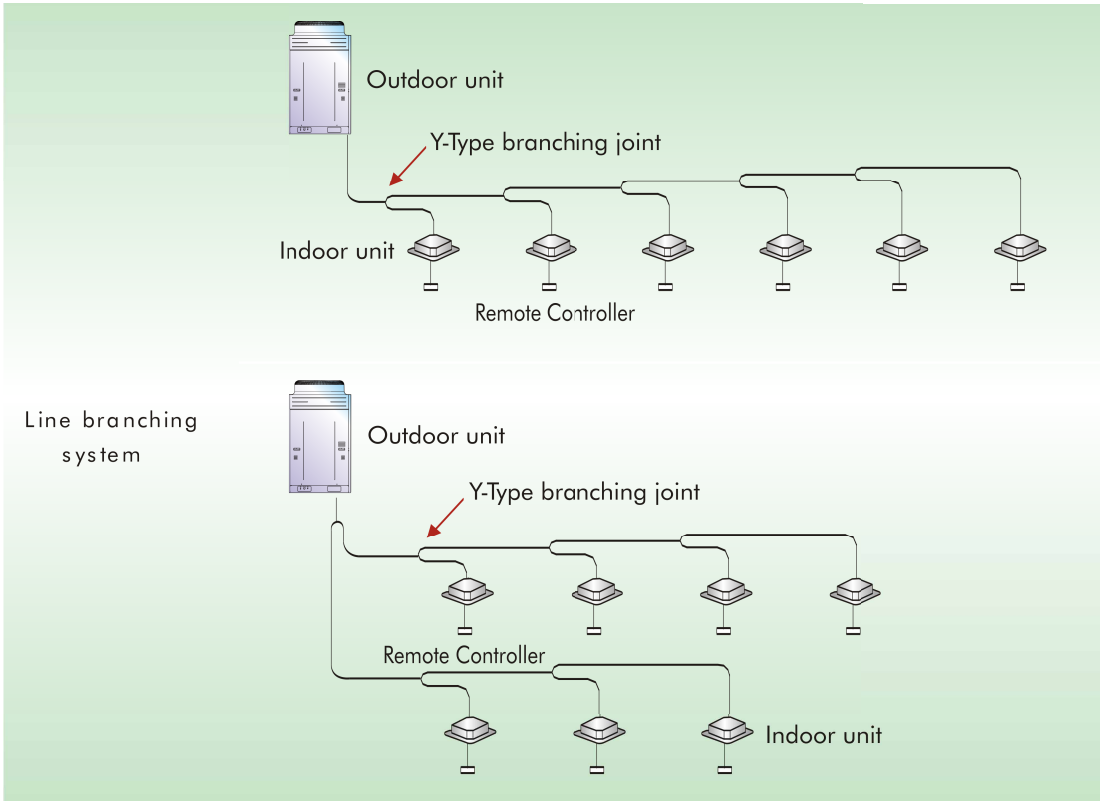 Outdoor unit
Y-Type branching joint
Indoor unit
Remote Controller
Line branching
system
Outdoor unit
Y-Type branching joint
Remote Controller
Indoor unit